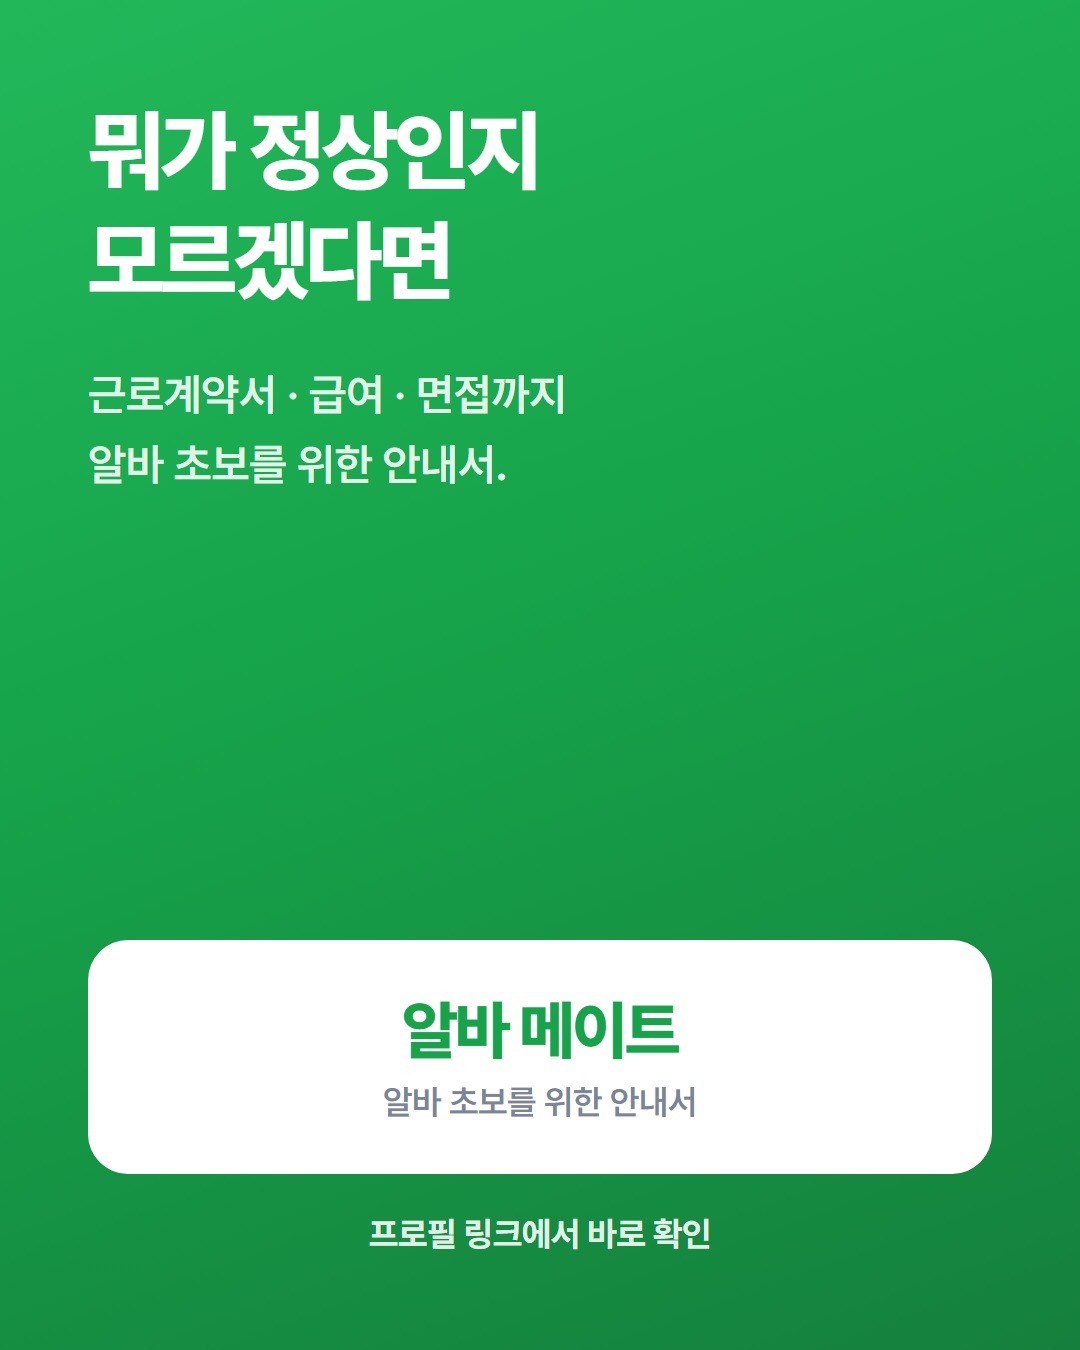 뭐가 정상인지
모르겠다면
근로계약서 · 급여 · 면접까지
알바 초보를 위한 안내서.
알바 메이트
알바 초보를 위한 안내서
프로필 링크에서 바로 확인